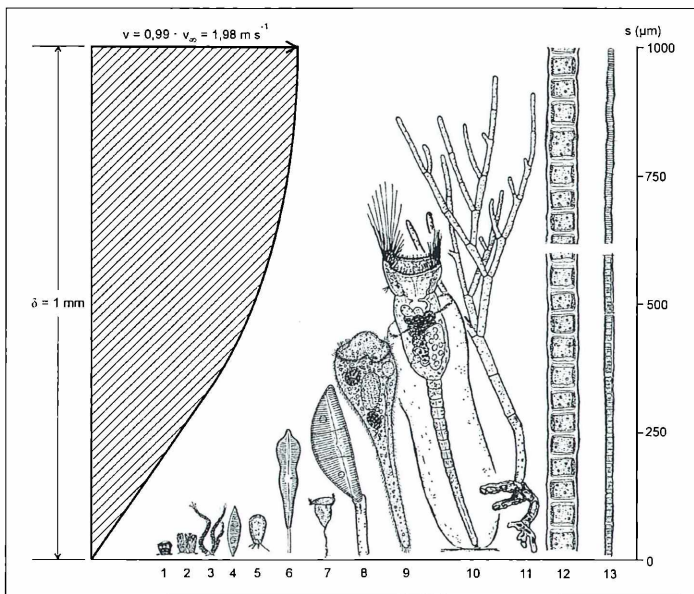 v = 0,99 · v∞ = 1,98 m s⁻¹
s (µm)
1000
750
δ = 1 mm
500
250
0
1 2 3 4 5 6 7 8 9 10 11 12 13